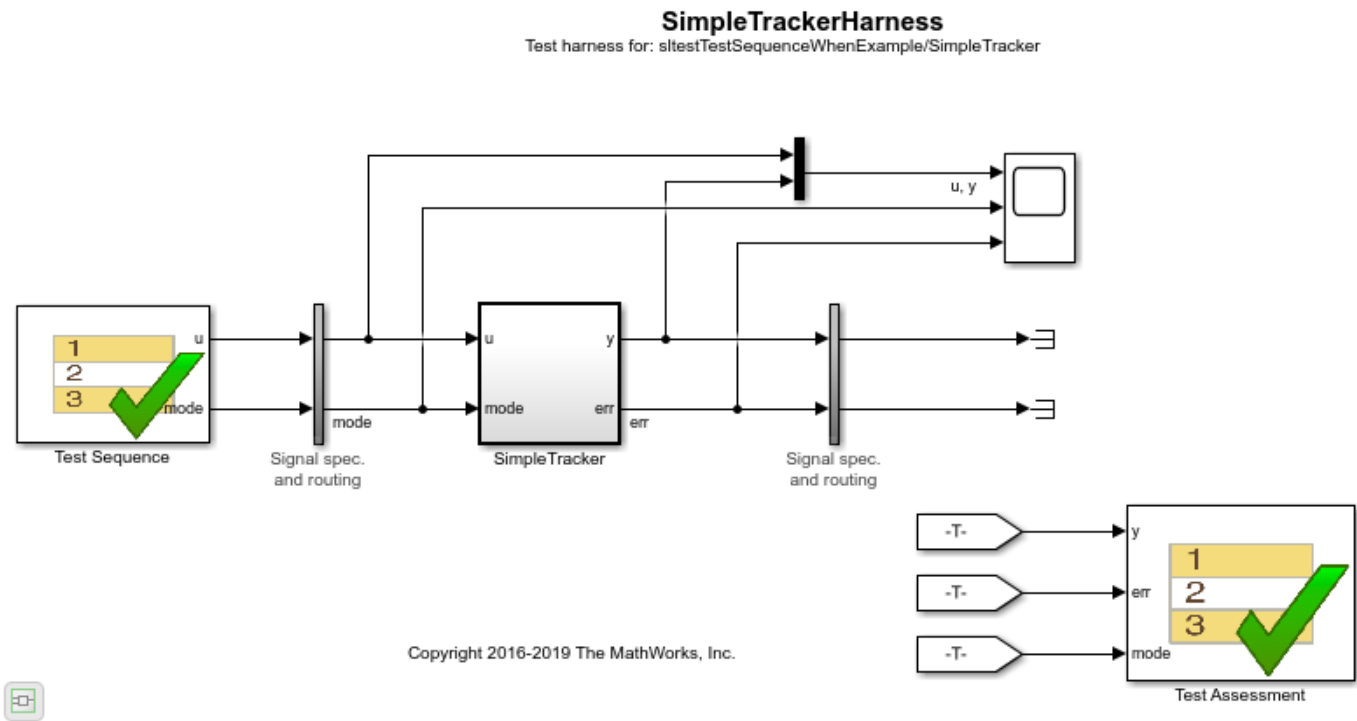 SimpleTrackerHarness
Test harness for: sltestTestSequenceWhenExample/SimpleTracker
u, y
1
2
3
u
mode
Test Sequence
mode
Signal spec.
and routing
u
mode
y
err
SimpleTracker
err
Signal spec.
and routing
-T-
-T-
-T-
y
err
mode
1
2
3
Test Assessment
Copyright 2016-2019 The MathWorks, Inc.